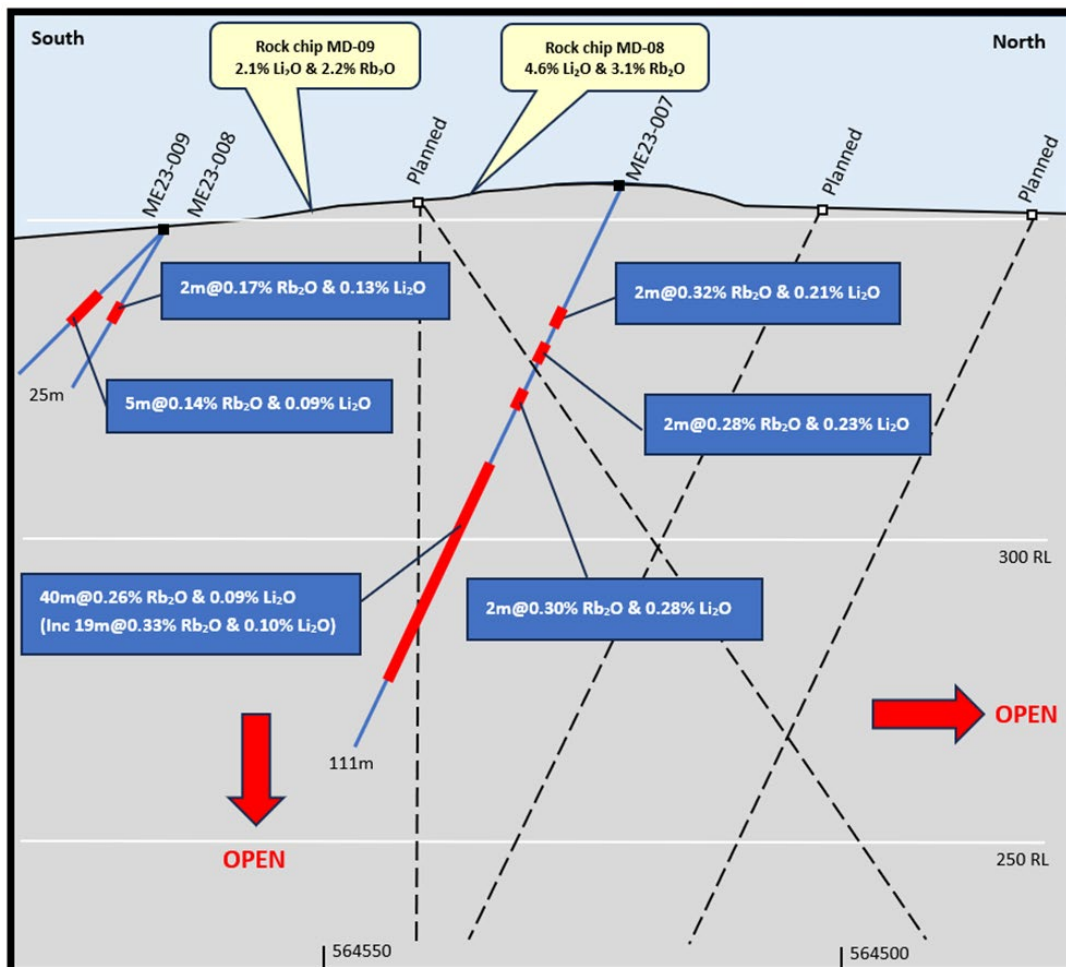 South
North
Rock chip MD-09
2.1% Li₂O & 2.2% Rb₂O
Rock chip MD-08
4.6% Li₂O & 3.1% Rb₂O
ME23-009
ME23-008
Planned
ME23-007
Planned
Planned
2m@0.17% Rb₂O & 0.13% Li₂O
2m@0.32% Rb₂O & 0.21% Li₂O
25m
5m@0.14% Rb₂O & 0.09% Li₂O
2m@0.28% Rb₂O & 0.23% Li₂O
300 RL
40m@0.26% Rb₂O & 0.09% Li₂O
(Inc 19m@0.33% Rb₂O & 0.10% Li₂O)
2m@0.30% Rb₂O & 0.28% Li₂O
OPEN
111m
OPEN
250 RL
564550
564500